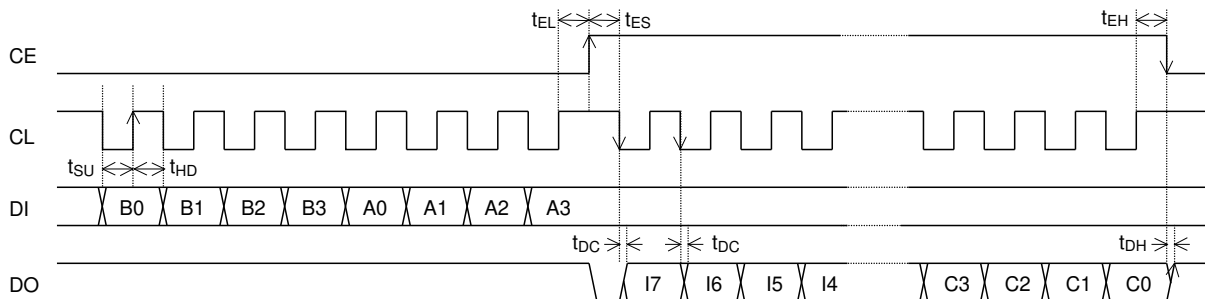 tEL tES tEH
CE
CL
tSU tHD
DI B0 B1 B2 B3 A0 A1 A2 A3
tDC tDC tDH
DO I7 I6 I5 I4 C3 C2 C1 C0